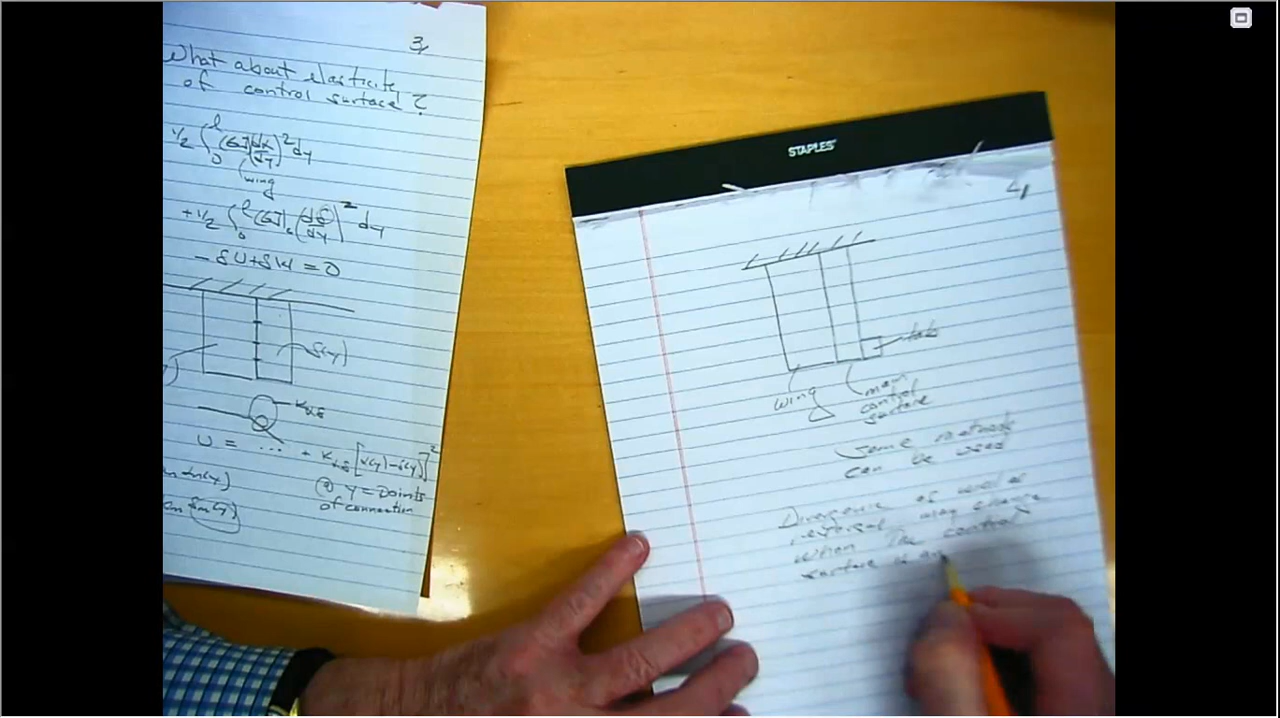 3
What about elasticity
of control surface?
1/2 ∫₀ˡ (GJ)(dα/dy)² dy
wing
+1/2 ∫₀ˡ (GJ)c (dδ/dy)² dy
-δU+δW=0
δ(y)
Kαδ
U = ... + Kαδ [α(y)-δ(y)]²
@ y = points
of connection
STAPLES
4
tab
wing
main
control
surface
Same methods
can be used
Divergence as well as
reversal may change
when the control
surface is